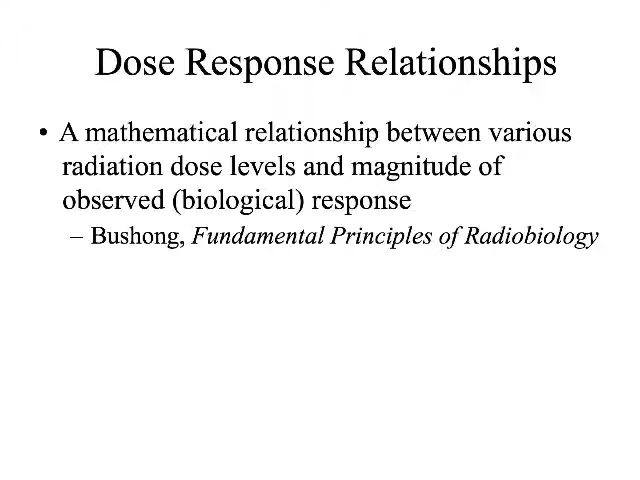 Dose Response Relationships
• A mathematical relationship between various
radiation dose levels and magnitude of
observed (biological) response
– Bushong, Fundamental Principles of Radiobiology